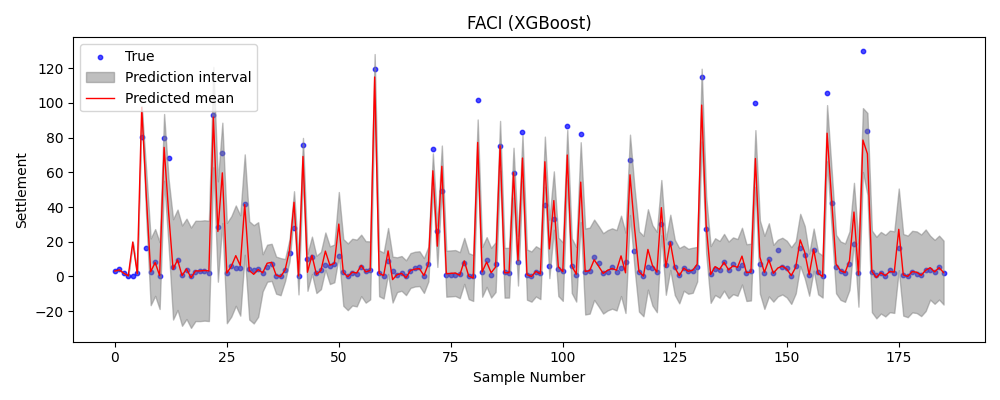 FACI (XGBoost)
True
Prediction interval
Predicted mean
Settlement
120
100
80
60
40
20
0
−20
0
25
50
75
100
125
150
175
Sample Number